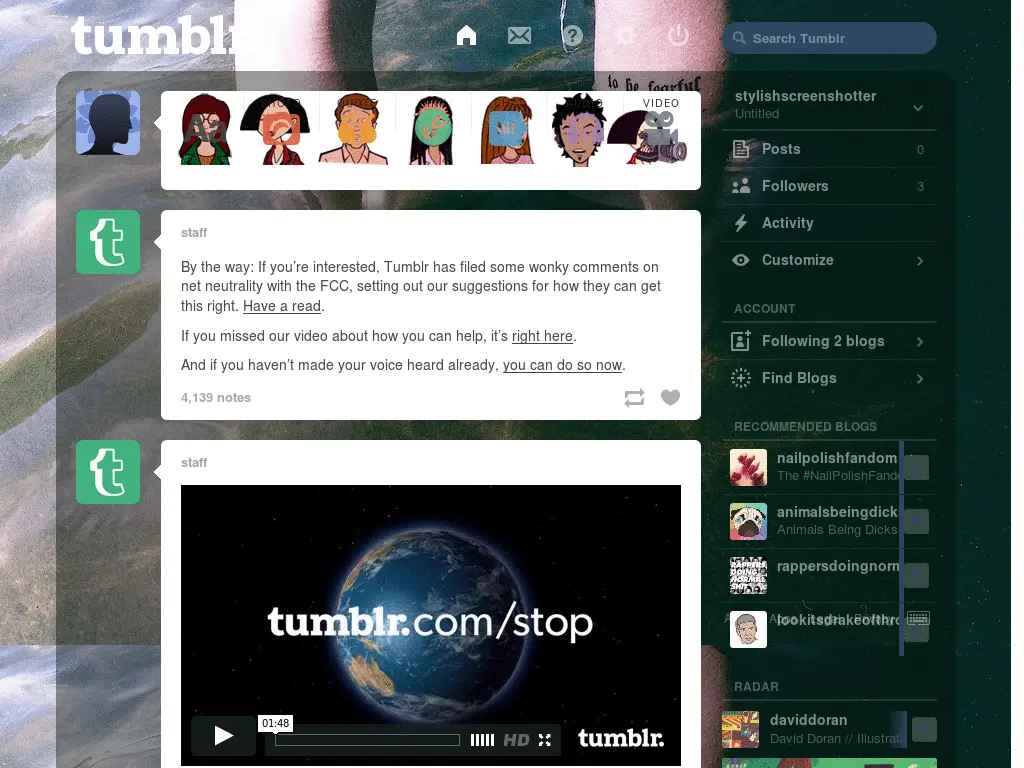 tumblr.
Search Tumblr
to be fearful
Aa
VIDEO
stylishscreenshotter
Untitled
Posts 0
Followers 3
Activity
Customize
staff
By the way: If you’re interested, Tumblr has filed some wonky comments on
net neutrality with the FCC, setting out our suggestions for how they can get
this right. Have a read.
If you missed our video about how you can help, it’s right here.
And if you haven’t made your voice heard already, you can do so now.
4,139 notes
ACCOUNT
Following 2 blogs
Find Blogs
RECOMMENDED BLOGS
nailpolishfandom
The #NailPolishFand
animalsbeingdick
Animals Being Dicks
rappersdoingnorm
RAPPERS
DOING
NORMAL
SHIT
staff
tumblr.com/stop
01:48
HD
tumblr.
RADAR
daviddoran
David Doran // Illustrat